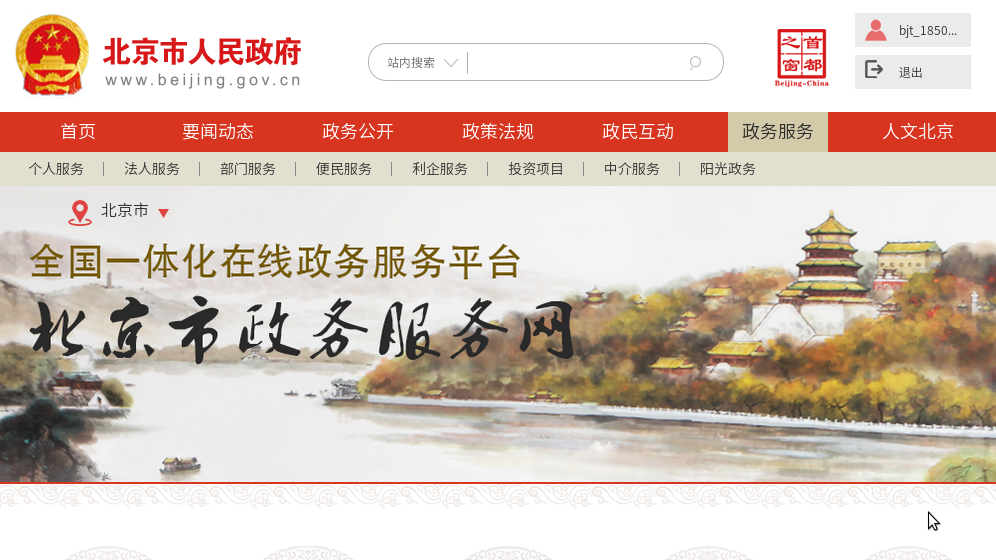 北京市人民政府
www.beijing.gov.cn
站内搜索
首都之窗
Beijing-China
bjt_1850...
退出
首页 要闻动态 政务公开 政策法规 政民互动 政务服务 人文北京
个人服务 法人服务 部门服务 便民服务 利企服务 投资项目 中介服务 阳光政务
北京市
全国一体化在线政务服务平台
北京市政务服务网